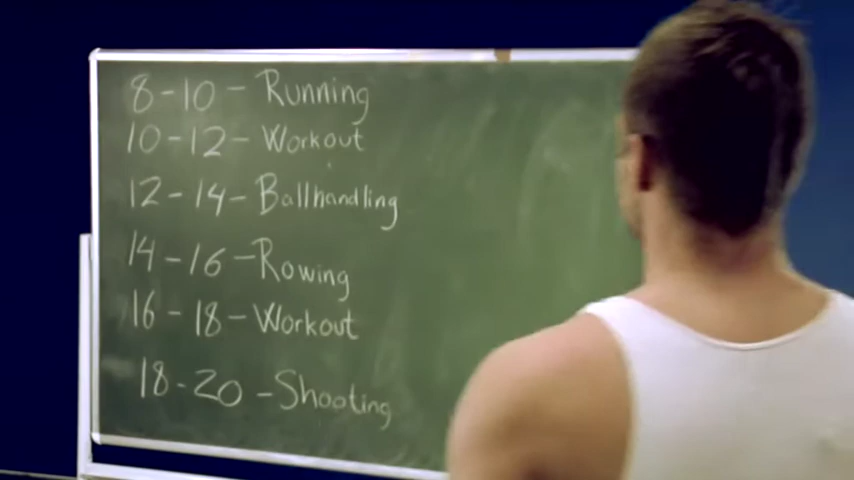 8-10 - Running
10-12 - Workout
12-14 - Ballhandling
14-16 - Rowing
16-18 - Workout
18-20 - Shooting